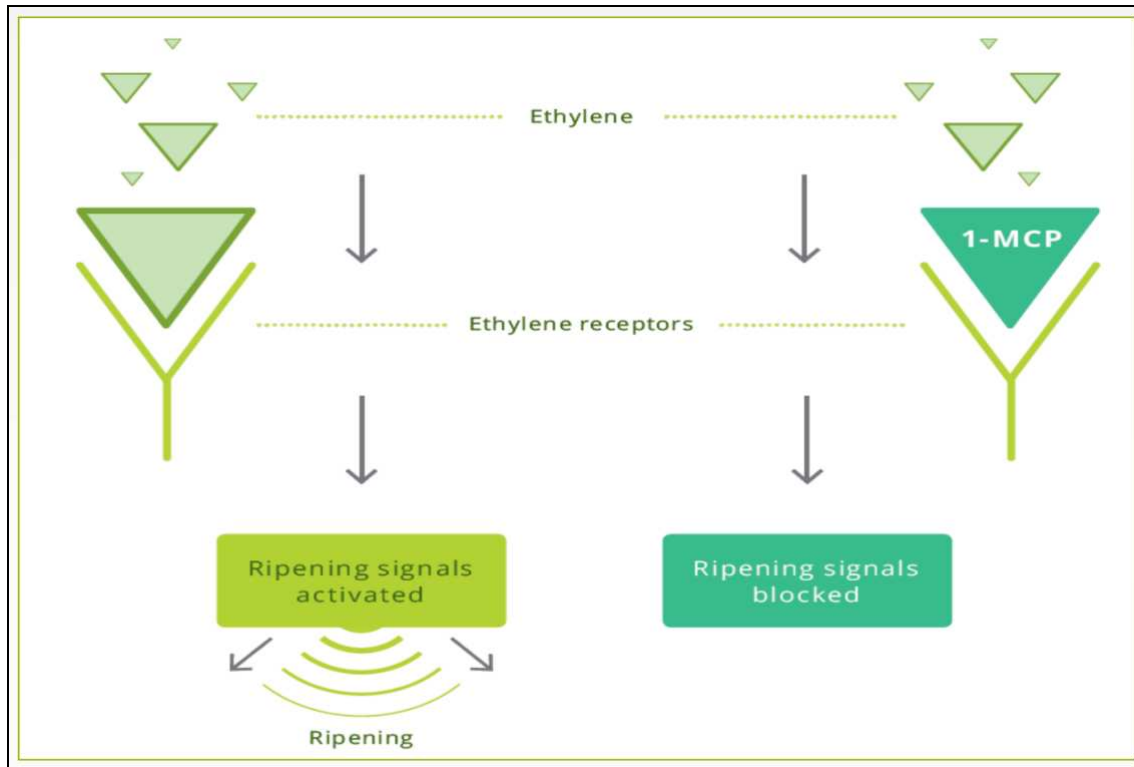 Ethylene
1-MCP
Ethylene receptors
Ripening signals
activated
Ripening signals
blocked
Ripening